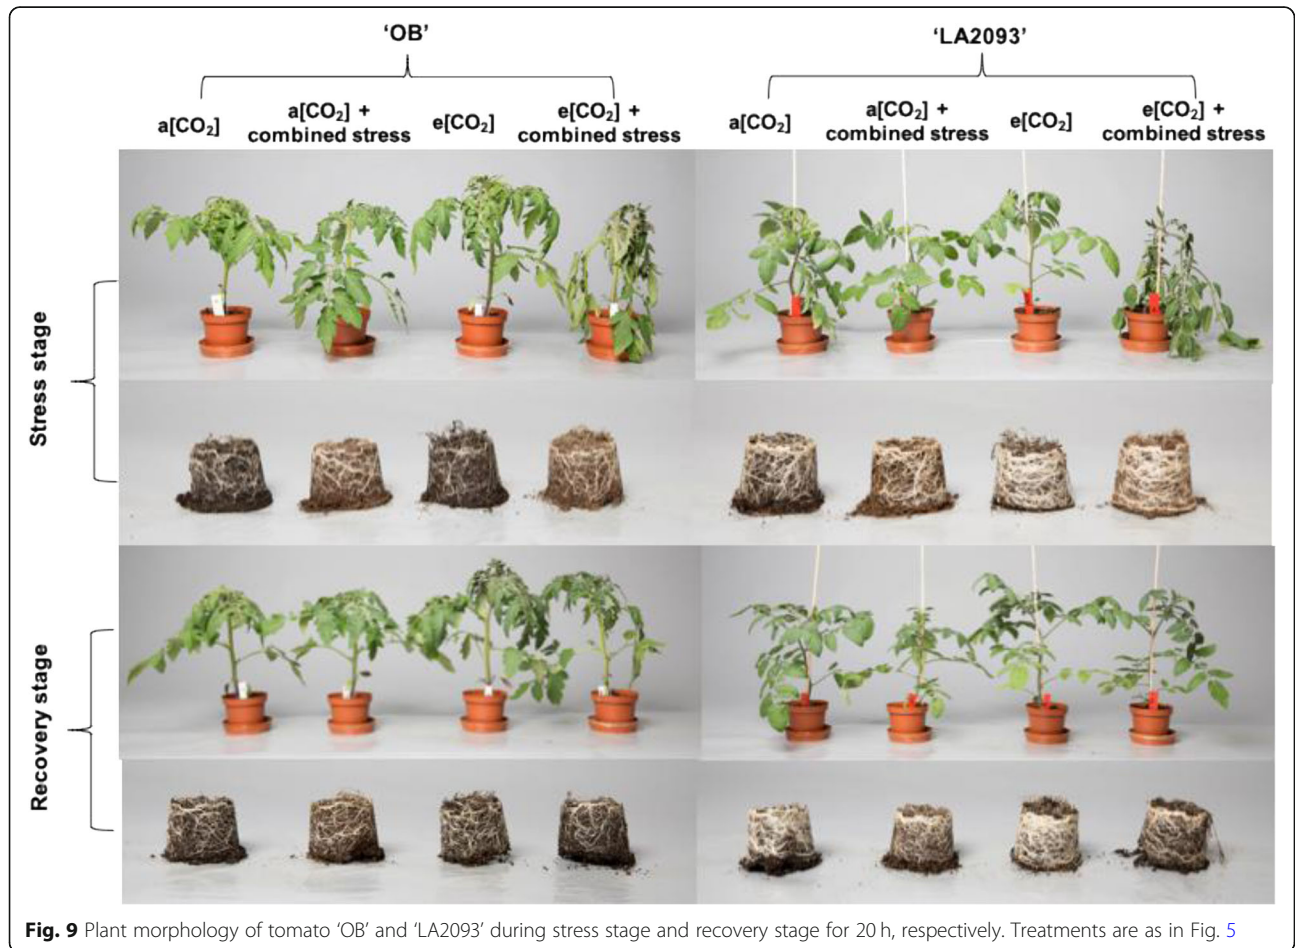 ‘OB’
‘LA2093’
a[CO₂]
a[CO₂] +
combined stress
e[CO₂]
e[CO₂] +
combined stress
a[CO₂]
a[CO₂] +
combined stress
e[CO₂]
e[CO₂] +
combined stress
Stress stage
Recovery stage
Fig. 9 Plant morphology of tomato ‘OB’ and ‘LA2093’ during stress stage and recovery stage for 20 h, respectively. Treatments are as in Fig. 5